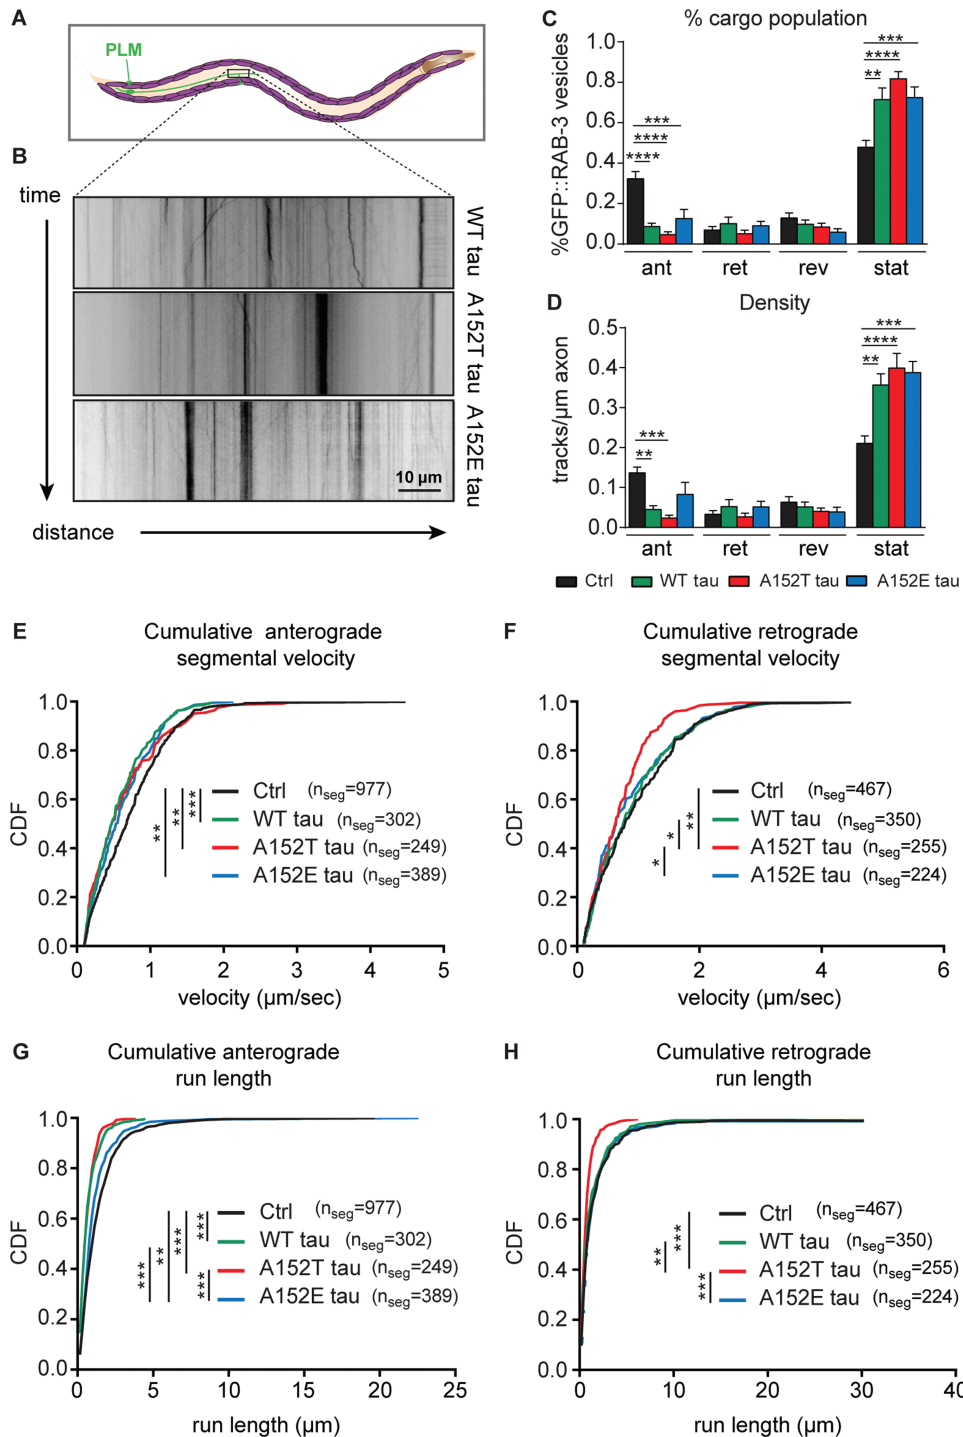 A
PLM
B
time
WT tau
A152T tau
A152E tau
10 µm
distance
C
% cargo population
%GFP::RAB-3 vesicles
1.0
0.8
0.6
0.4
0.2
0.0
***
****
****
***
****
**
ant
ret
rev
stat
D
Density
tracks/µm axon
0.5
0.4
0.3
0.2
0.1
0.0
***
**
***
****
**
ant
ret
rev
stat
Ctrl
WT tau
A152T tau
A152E tau
E
Cumulative anterograde
segmental velocity
CDF
1.0
0.8
0.6
0.4
0.2
0.0
**
**
***
Ctrl (nseg=977)
WT tau (nseg=302)
A152T tau (nseg=249)
A152E tau (nseg=389)
0 1 2 3 4 5
velocity (µm/sec)
F
Cumulative retrograde
segmental velocity
CDF
1.0
0.8
0.6
0.4
0.2
0.0
*
*
**
Ctrl (nseg=467)
WT tau (nseg=350)
A152T tau (nseg=255)
A152E tau (nseg=224)
0 2 4 6
velocity (µm/sec)
G
Cumulative anterograde
run length
CDF
1.0
0.8
0.6
0.4
0.2
0.0
***
**
***
***
***
Ctrl (nseg=977)
WT tau (nseg=302)
A152T tau (nseg=249)
A152E tau (nseg=389)
0 5 10 15 20 25
run length (µm)
H
Cumulative retrograde
run length
CDF
1.0
0.8
0.6
0.4
0.2
0.0
**
***
***
Ctrl (nseg=467)
WT tau (nseg=350)
A152T tau (nseg=255)
A152E tau (nseg=224)
0 10 20 30 40
run length (µm)